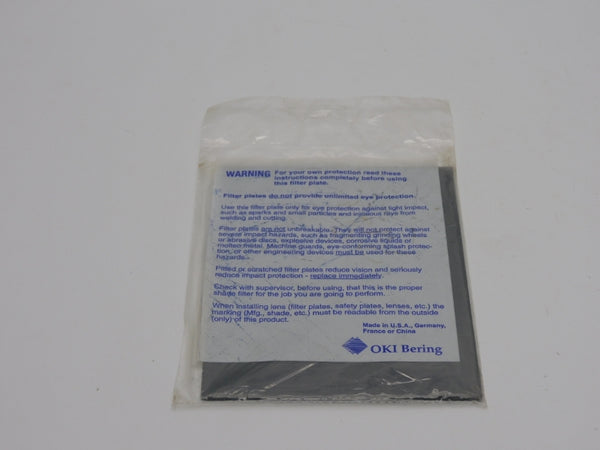 WARNING For your own protection read these
instructions completely before using
this filter plate.
Filter plates do not provide unlimited eye protection.
Use this filter plate only for eye protection against light impact,
such as sparks and small particles and injurious rays from
welding and cutting.
Filter plates are not unbreakable. They will not protect against
severe impact hazards, such as fragmenting grinding wheels
or abrasive discs, explosive devices, corrosive liquids or
molten metal. Machine guards, eye-conforming splash protec-
tion, or other engineering devices must be used for these
hazards.
Pitted or scratched filter plates reduce vision and seriously
reduce impact protection - replace immediately.
Check with supervisor, before using, that this is the proper
shade filter for the job you are going to perform.
When installing lens (filter plates, safety plates, lenses, etc.) the
marking (Mfg., shade, etc.) must be readable from the outside
(only) of this product.
Made in U.S.A., Germany,
France or China
OKI Bering